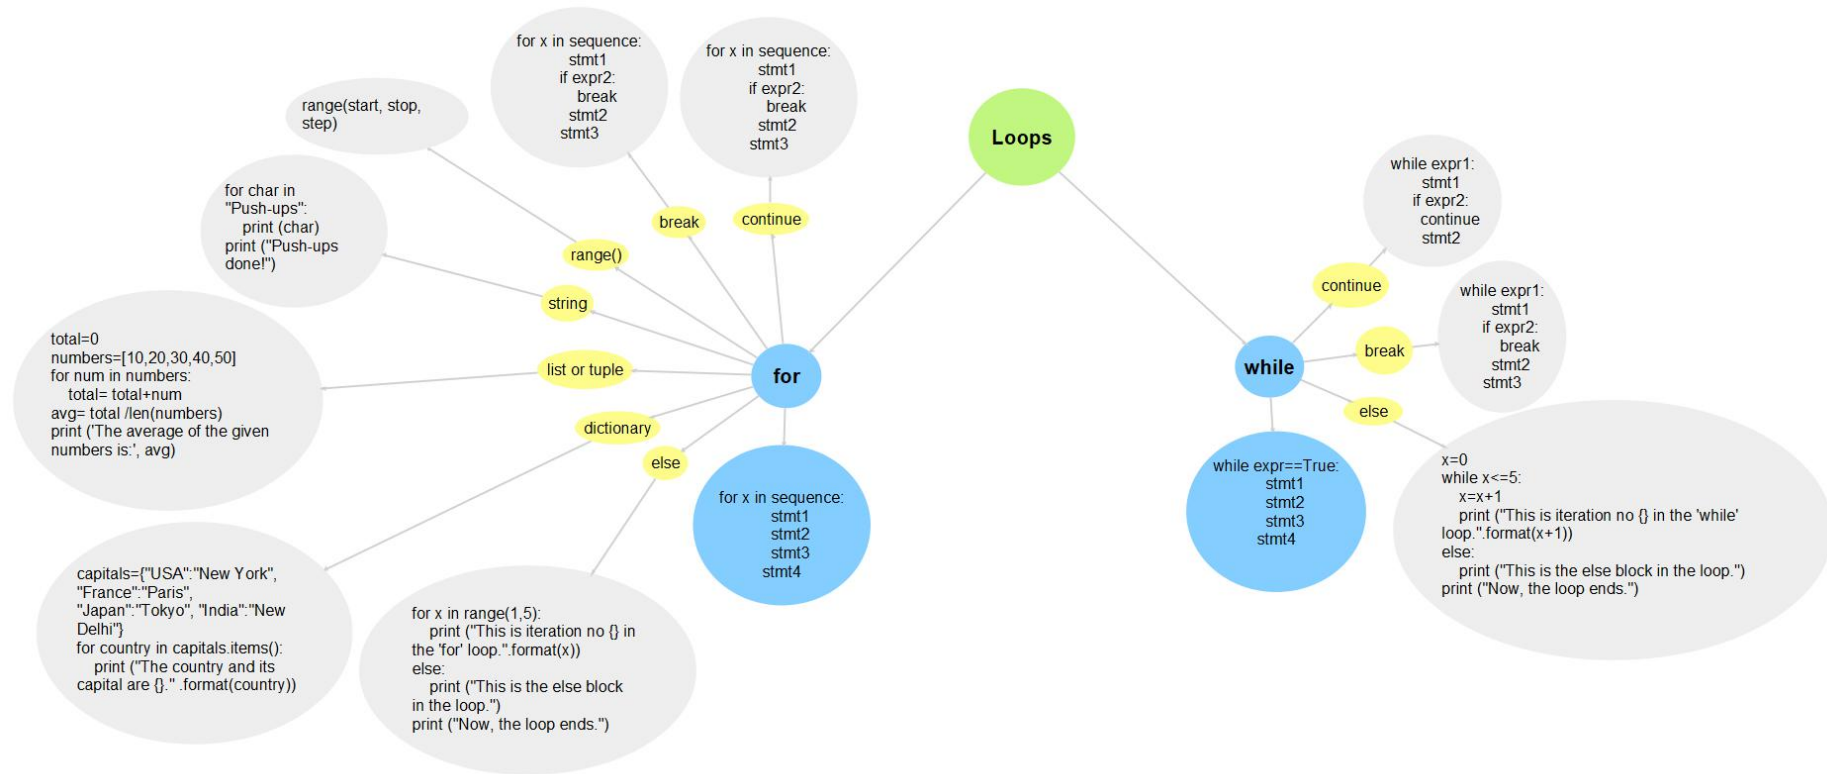 Loops
for
continue
for x in sequence:
stmt1
if expr2:
break
stmt2
stmt3
break
for x in sequence:
stmt1
if expr2:
break
stmt2
stmt3
range()
range(start, stop,
step)
string
for char in
"Push-ups":
print (char)
print ("Push-ups
done!")
list or tuple
total=0
numbers=[10,20,30,40,50]
for num in numbers:
total= total+num
avg= total /len(numbers)
print ('The average of the given
numbers is:', avg)
dictionary
capitals={"USA":"New York",
"France":"Paris",
"Japan":"Tokyo", "India":"New
Delhi"}
for country in capitals.items():
print ("The country and its
capital are {}." .format(country))
else
for x in range(1,5):
print ("This is iteration no {} in
the 'for' loop.".format(x))
else:
print ("This is the else block
in the loop.")
print ("Now, the loop ends.")
for x in sequence:
stmt1
stmt2
stmt3
stmt4
while
continue
while expr1:
stmt1
if expr2:
continue
stmt2
break
while expr1:
stmt1
if expr2:
break
stmt2
stmt3
else
x=0
while x<=5:
x=x+1
print ("This is iteration no {} in the 'while'
loop.".format(x+1))
else:
print ("This is the else block in the loop.")
print ("Now, the loop ends.")
while expr==True:
stmt1
stmt2
stmt3
stmt4